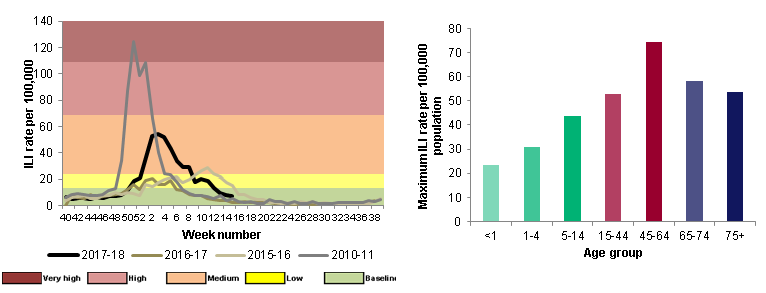 140
120
100
80
60
40
20
0
ILI rate per 100,000
40 42 44 46 48 50 52 2 4 6 8 10 12 14 16 18 20 22 24 26 28 30 32 34 36 38
Week number
2017-18 2016-17 2015-16 2010-11
Very high High Medium Low Baseline
80
70
60
50
40
30
20
10
0
Maximum ILI rate per 100,000
population
<1 1-4 5-14 15-44 45-64 65-74 75+
Age group